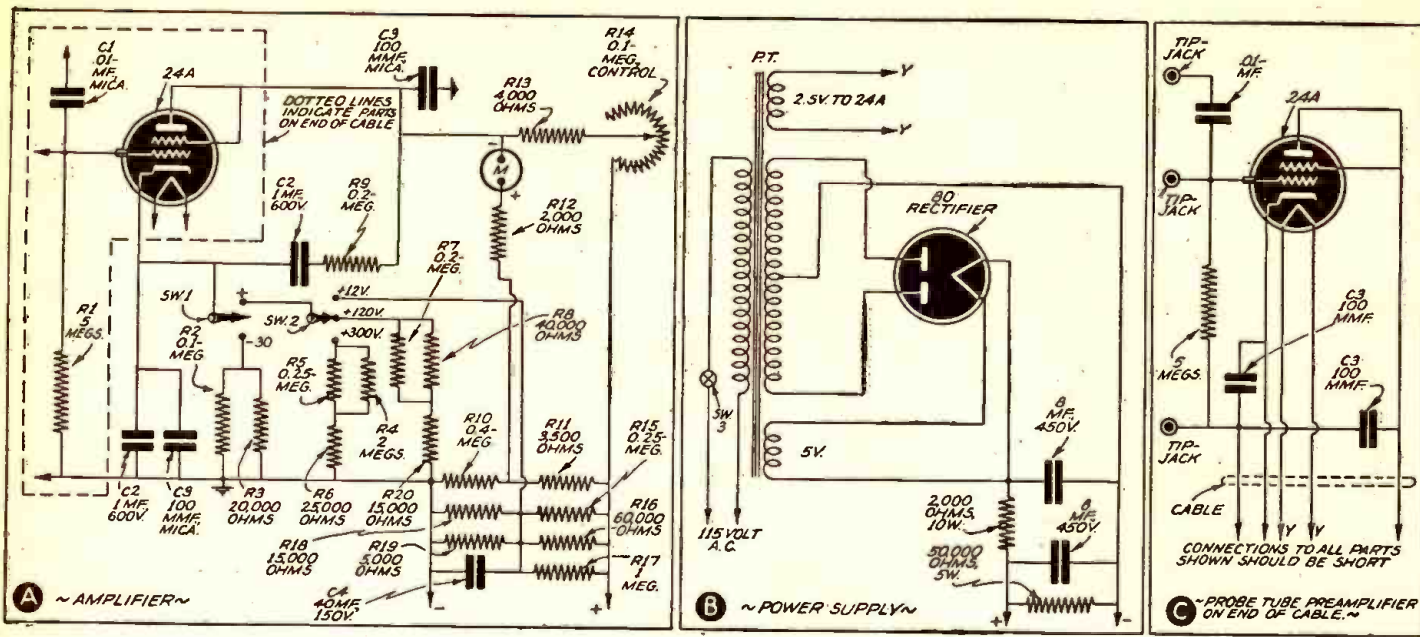 C1
.01-
MF,
MICA.
24A
C3
100
MMF,
MICA.
R14
0.1-
MEG,
CONTROL
R13
4,000
OHMS
DOTTED LINES
INDICATE PARTS
ON END OF CABLE
-
M
+
C2
1 MF,
600V.
R9
0.2-
MEG.
R12
2,000
OHMS
R7
0.2-
MEG.
SW.1
+
SW.2
+12V.
+120V.
+300V.
-30
R8
40,000
OHMS
R1
5
MEGS.
R2
0.1-
MEG.
R5
0.25-
MEG.
R4
2
MEGS.
R10
0.4-
MEG.
R11
3,500
OHMS
R15
0.25-
MEG.
C2
1 MF,
600V.
C3
100
MMF,
MICA.
R3
20,000
OHMS
R6
25,000
OHMS
R20
15,000
OHMS
R16
60,000
OHMS
R18
15,000
OHMS
R19
5,000
OHMS
R17
1
MEG.
C4
40 MF,
150V.
-
+
A ~AMPLIFIER~
P.T.
Y
2.5V. TO 24A
Y
80
RECTIFIER
SW.
3
5V.
8
MF,
450V.
115 VOLT
A.C.
2,000
OHMS,
10W.
8
MF,
450V.
50,000
OHMS,
5W.
+
-
B ~POWER SUPPLY~
TIP-
JACK
.01-
MF.
24A
TIP-
JACK
C3
100
MMF.
5
MEGS.
C3
100
MMF.
TIP-
JACK
CABLE
Y Y
CONNECTIONS TO ALL PARTS
SHOWN SHOULD BE SHORT
C ~PROBE TUBE PREAMPLIFIER
ON END OF CABLE.~